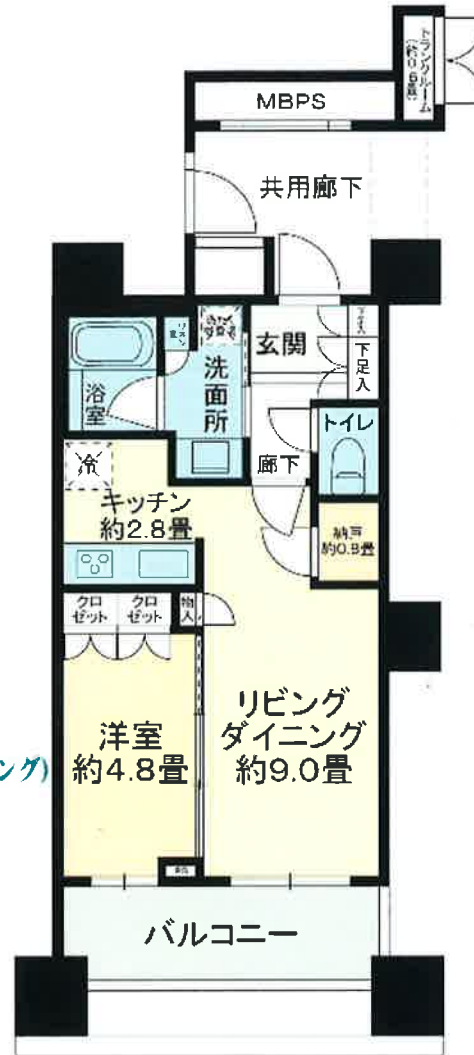 トランクルーム
(約0.6畳)
MBPS
共用廊下
玄関
下足入
洗面所
浴室
トイレ
廊下
冷
キッチン
約2.8畳
納戸
約0.8畳
クロ
ゼット
クロ
ゼット
物入
リビング
ダイニング
約9.0畳
洋室
約4.8畳
ング)
バルコニー